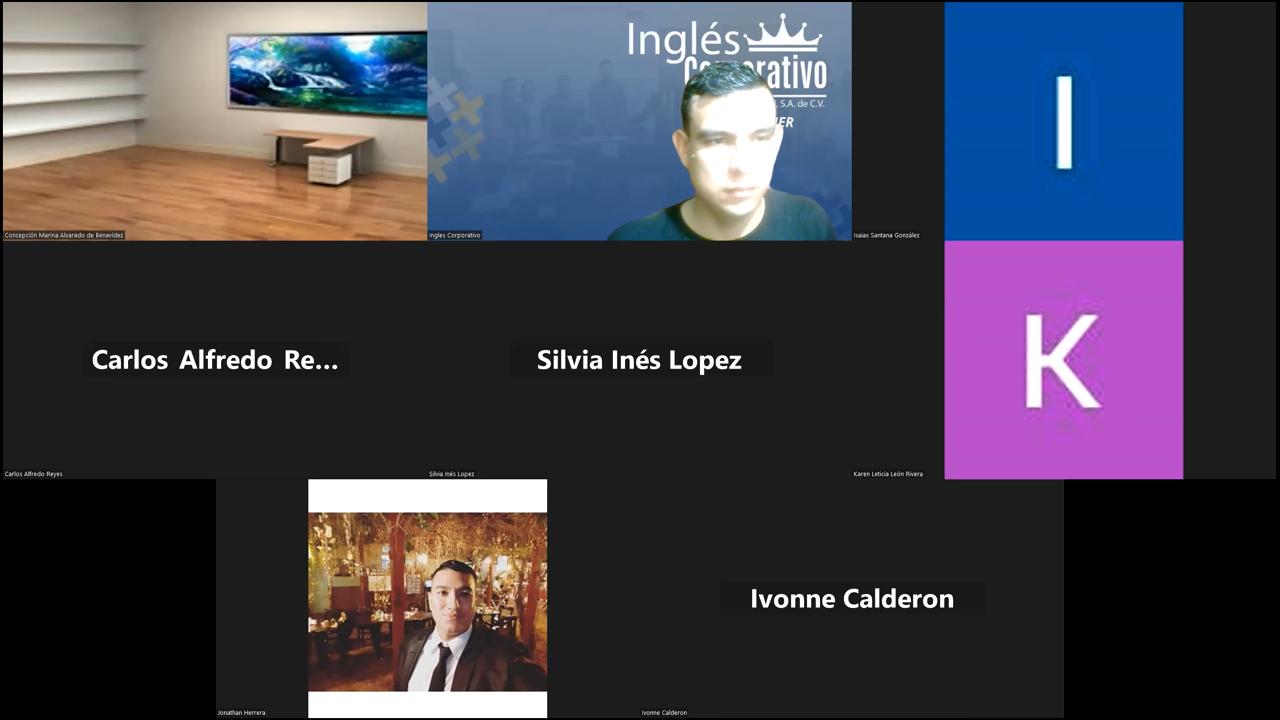 Inglés
Corporativo
, S.A. de C.V.
Concepción Marina Alvarado de Benavidez
Ingles Corporativo
Isaias Santana González
I
Carlos Alfredo Re...
Silvia Inés Lopez
K
Carlos Alfredo Reyes
Silvia Inés Lopez
Karen Leticia León Rivera
Ivonne Calderon
Jonathan Herrera
Ivonne Calderon